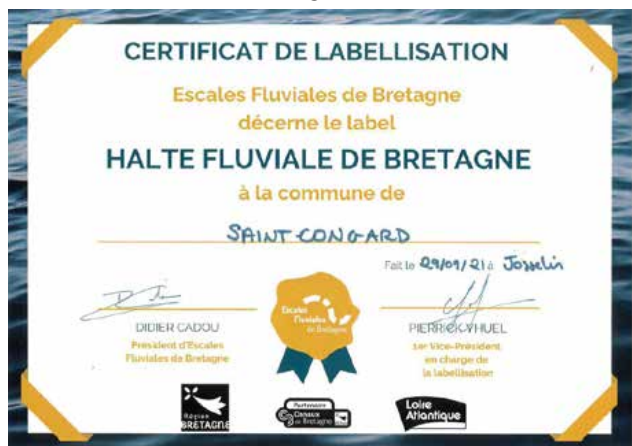 CERTIFICAT DE LABELLISATION
Escales Fluviales de Bretagne
décerne le label
HALTE FLUVIALE DE BRETAGNE
à la commune de
SAINT-CONGARD
Fait le 29/09/21 à Josselin
DIDIER CADOU
Président d'Escales
Fluviales de Bretagne
Escales
Fluviales
de Bretagne
PIERRICK YHUEL
1er Vice-Président
en charge de
la labellisation
Région
BRETAGNE
Partenaire
Canaux
de Bretagne
Loire
Atlantique